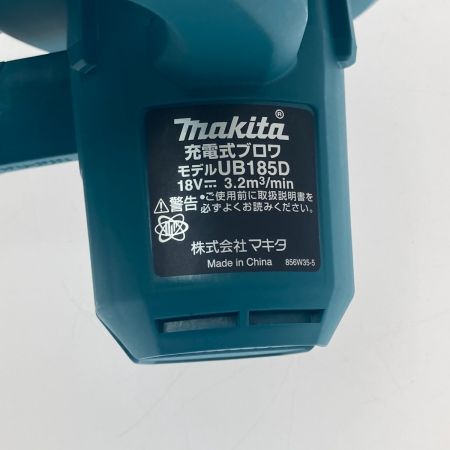 makita®
充電式ブロワ
モデルUB185D
18V⎓ 3.2m³/min
⚠警告 •ご使用前に取扱説明書を
必ずよくお読みください。
株式会社 マキタ
Made in China 856W35-5